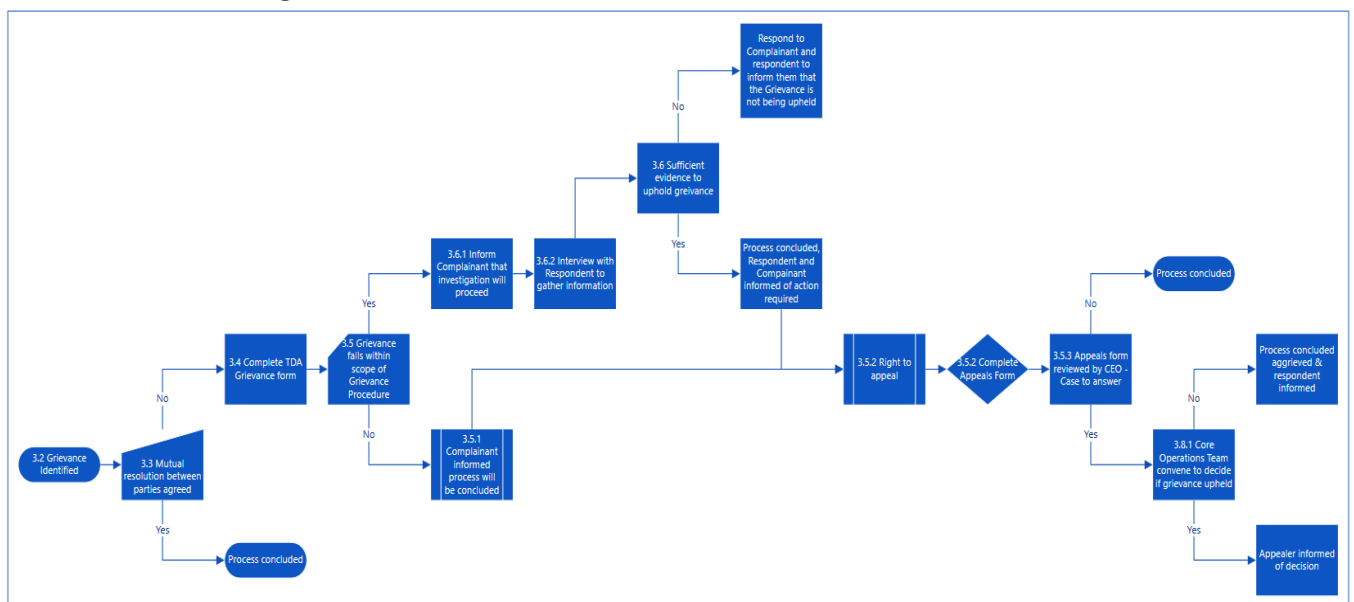 Respond to
Complainant and
respondent to
inform them that
the Grievance is
not being upheld
No
3.6 Sufficient
evidence to
uphold greivance
Yes
3.6.1 Inform
Complainant that
investigation will
proceed
3.6.2 Interview with
Respondent to
gather information
Process concluded,
Respondent and
Compainant
informed of action
required
Process concluded
No
Yes
3.4 Complete TDA
Grievance form
3.5 Grievance
falls within
scope of
Grievance
Procedure
3.5.2 Right to
appeal
3.5.2 Complete
Appeals Form
3.5.3 Appeals form
reviewed by CEO -
Case to answer
Process concluded
aggrieved &
respondent
informed
No
No
Yes
No
3.2 Grievance
Identified
3.3 Mutual
resolution between
parties agreed
3.5.1
Complainant
informed
process will
be concluded
3.8.1 Core
Operations Team
convene to decide
if grievance upheld
Yes
Yes
Process concluded
Appealer informed
of decision